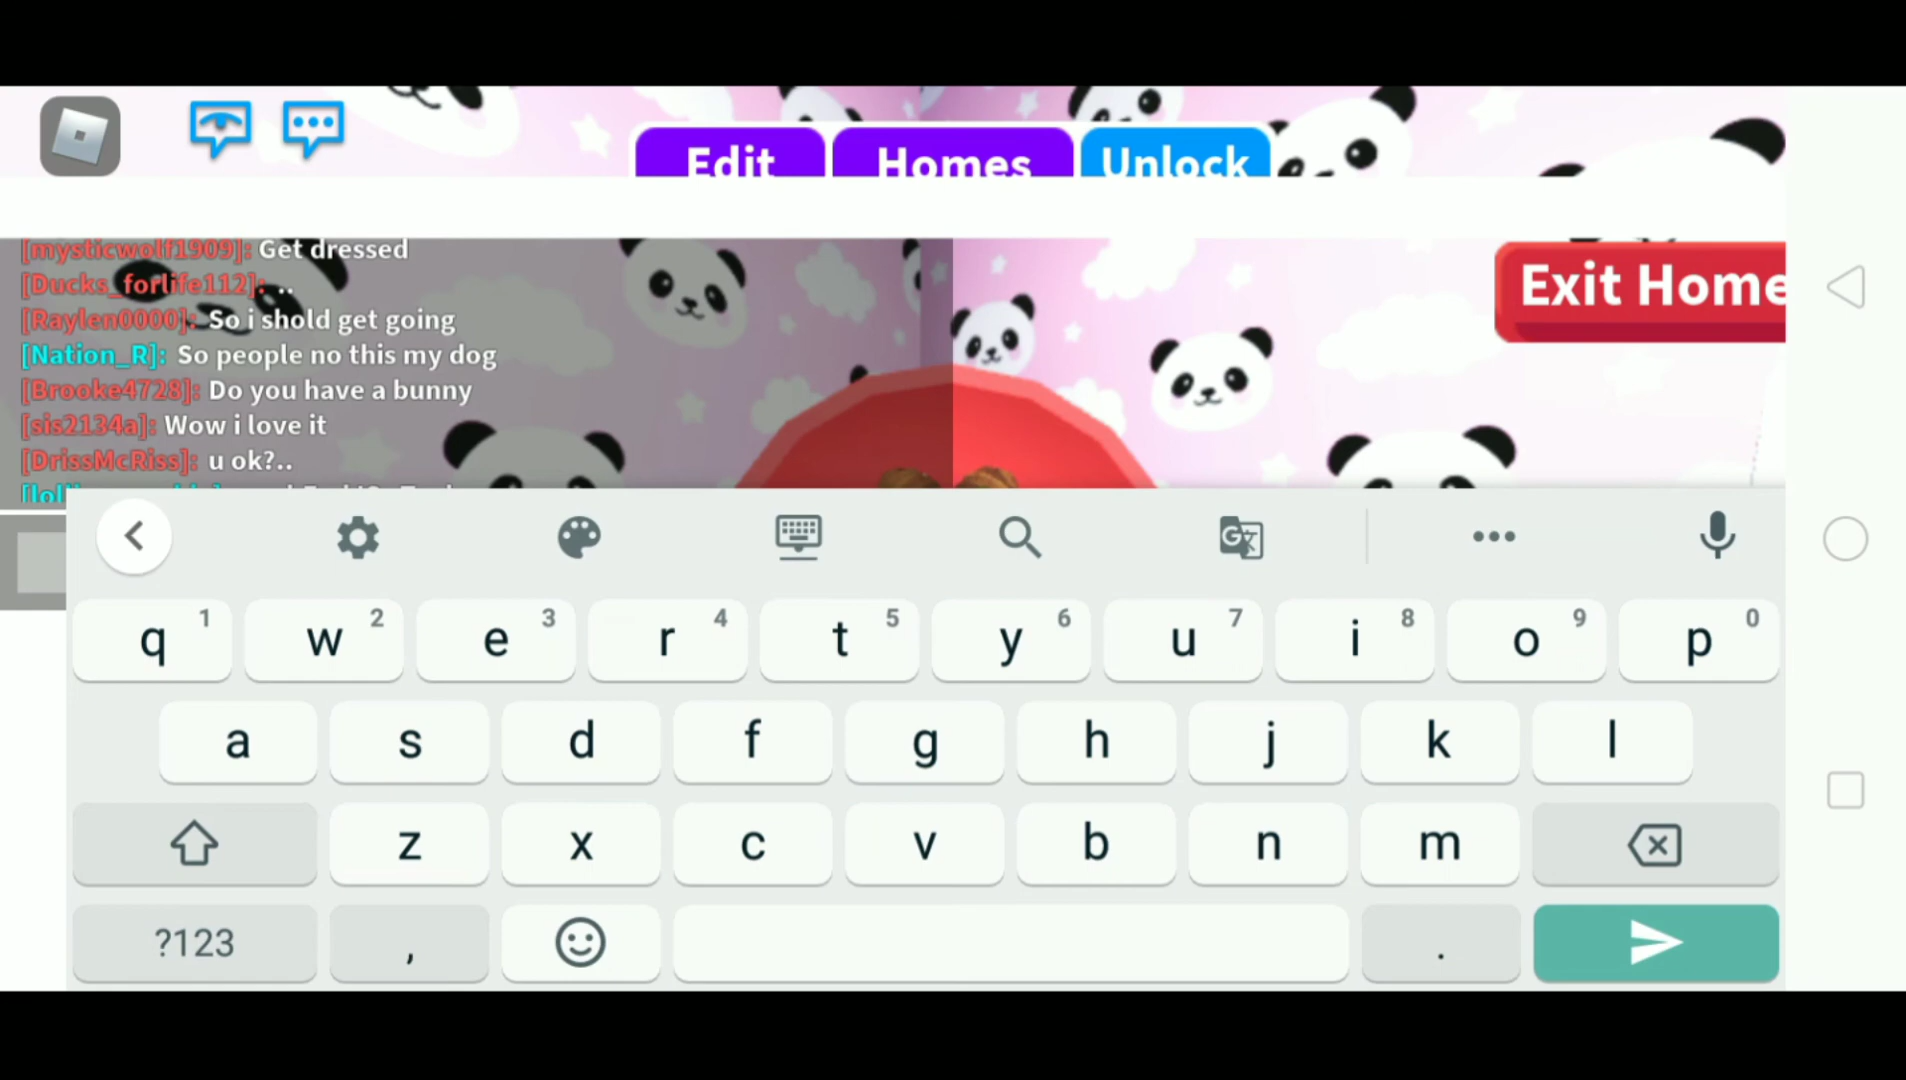 Edit Homes Unlock
[mysticwolf1909]: Get dressed
[Ducks_forlife112]: ..
Exit Home
[Raylen0000]: So i shold get going
[Nation_R]: So people no this my dog
[Brooke4728]: Do you have a bunny
[sis2134a]: Wow i love it
[DrissMcRiss]: u ok?..
q 1 w 2 e 3 r 4 t 5 y 6 u 7 i 8 o 9 p 0
a s d f g h j k l
z x c v b n m
?123 , .